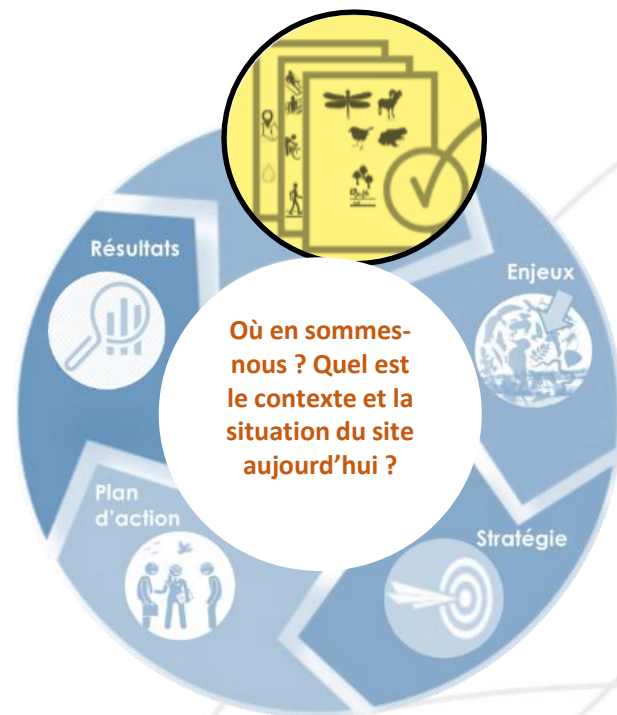 Résultats
Enjeux
Où en sommes-
nous ? Quel est
le contexte et la
situation du site
aujourd’hui ?
Plan
d’action
Stratégie